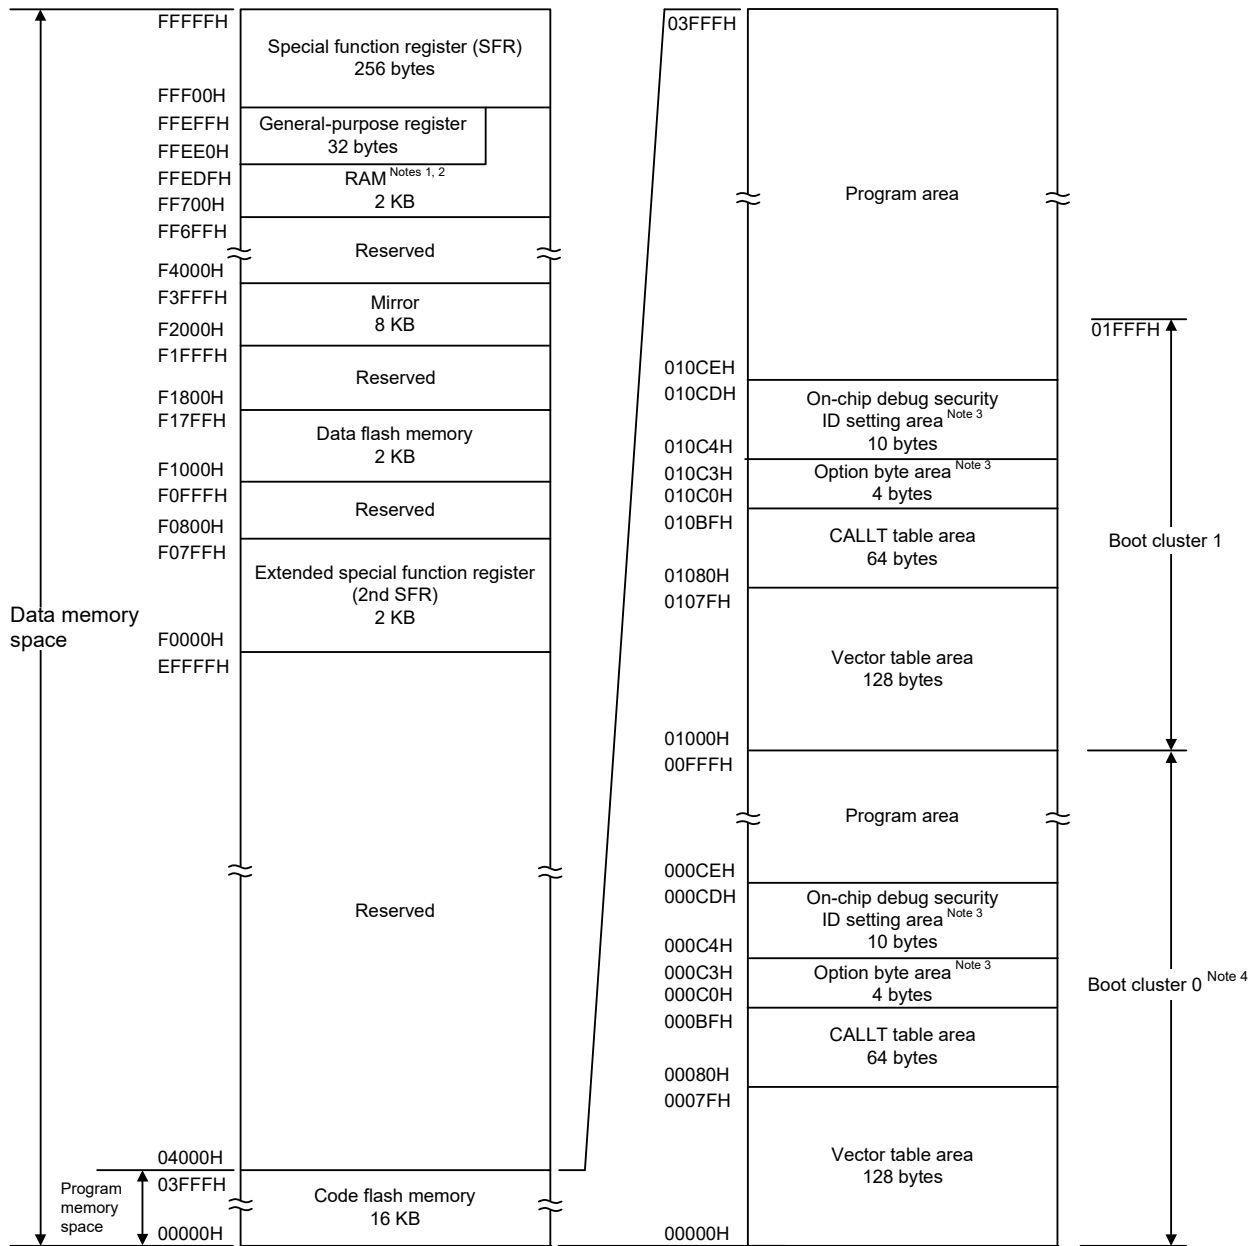 FFFFFH
Special function register (SFR)
256 bytes
FFF00H
FFEFFH
General-purpose register
32 bytes
FFEE0H
FFEDFH
RAM Notes 1, 2
2 KB
FF700H
FF6FFH
Reserved
F4000H
F3FFFH
Mirror
8 KB
F2000H
F1FFFH
Reserved
F1800H
F17FFH
Data flash memory
2 KB
F1000H
F0FFFH
Reserved
F0800H
F07FFH
Extended special function register
(2nd SFR)
2 KB
Data memory
space
F0000H
EFFFFH
Reserved
04000H
03FFFH
Program
memory
space
Code flash memory
16 KB
00000H
03FFFH
Program area
01FFFH
010CEH
010CDH
On-chip debug security
ID setting area Note 3
10 bytes
010C4H
010C3H
Option byte area Note 3
4 bytes
010C0H
010BFH
CALLT table area
64 bytes
Boot cluster 1
01080H
0107FH
Vector table area
128 bytes
01000H
00FFFH
Program area
000CEH
000CDH
On-chip debug security
ID setting area Note 3
10 bytes
000C4H
000C3H
Option byte area Note 3
4 bytes
000C0H
Boot cluster 0 Note 4
000BFH
CALLT table area
64 bytes
00080H
0007FH
Vector table area
128 bytes
00000H